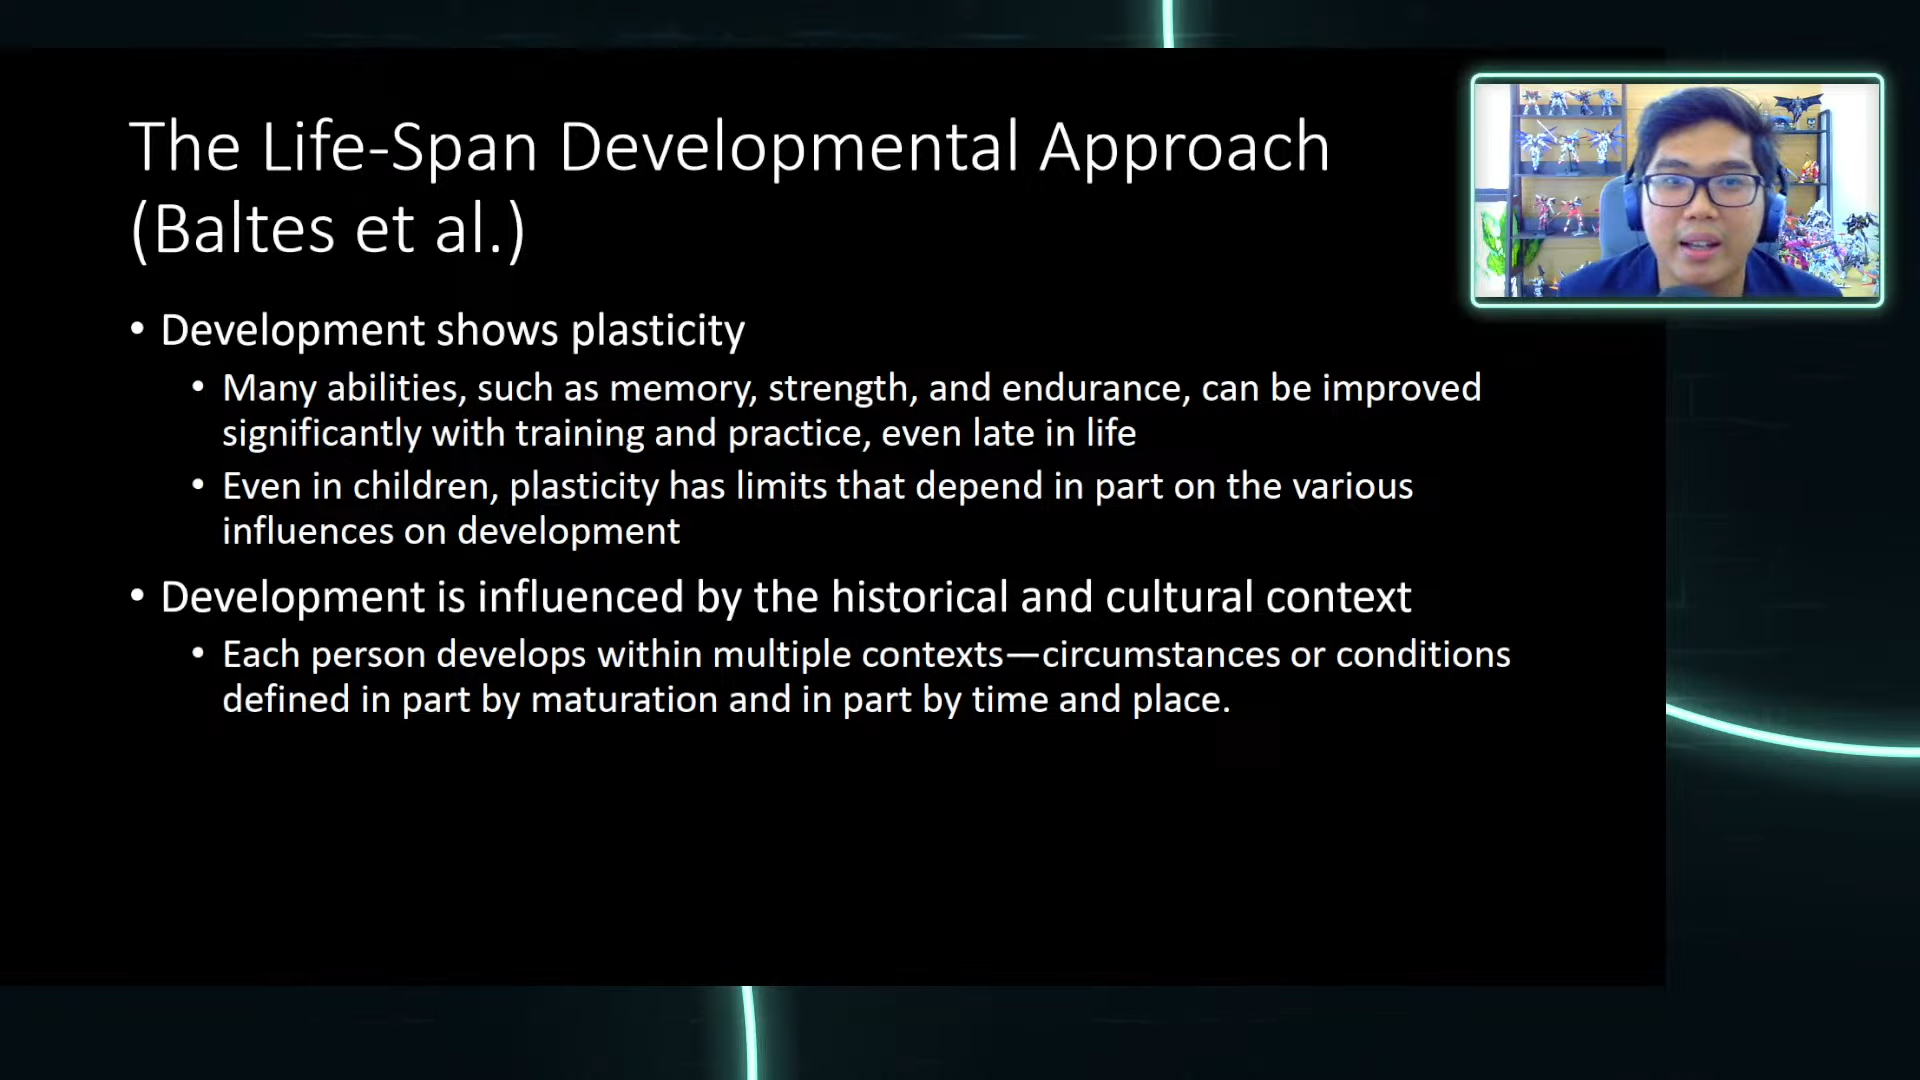 The Life-Span Developmental Approach
(Baltes et al.)
• Development shows plasticity
• Many abilities, such as memory, strength, and endurance, can be improved
significantly with training and practice, even late in life
• Even in children, plasticity has limits that depend in part on the various
influences on development
• Development is influenced by the historical and cultural context
• Each person develops within multiple contexts—circumstances or conditions
defined in part by maturation and in part by time and place.